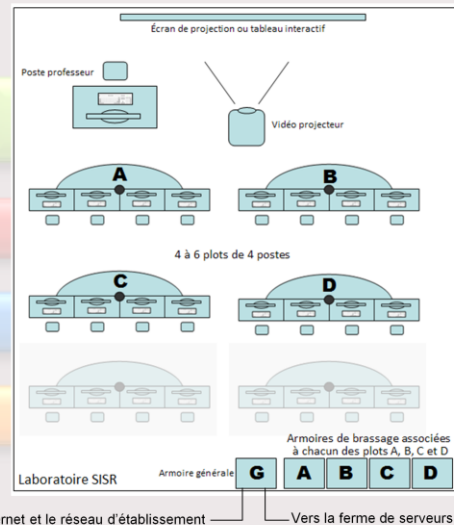 Écran de projection ou tableau interactif
Poste professeur
Vidéo projecteur
A
B
4 à 6 plots de 4 postes
C
D
Armoires de brassage associées
à chacun des plots A, B, C et D
Laboratoire SISR
Armoire générale
G
A
B
C
D
rnet et le réseau d'établissement
Vers la ferme de serveurs